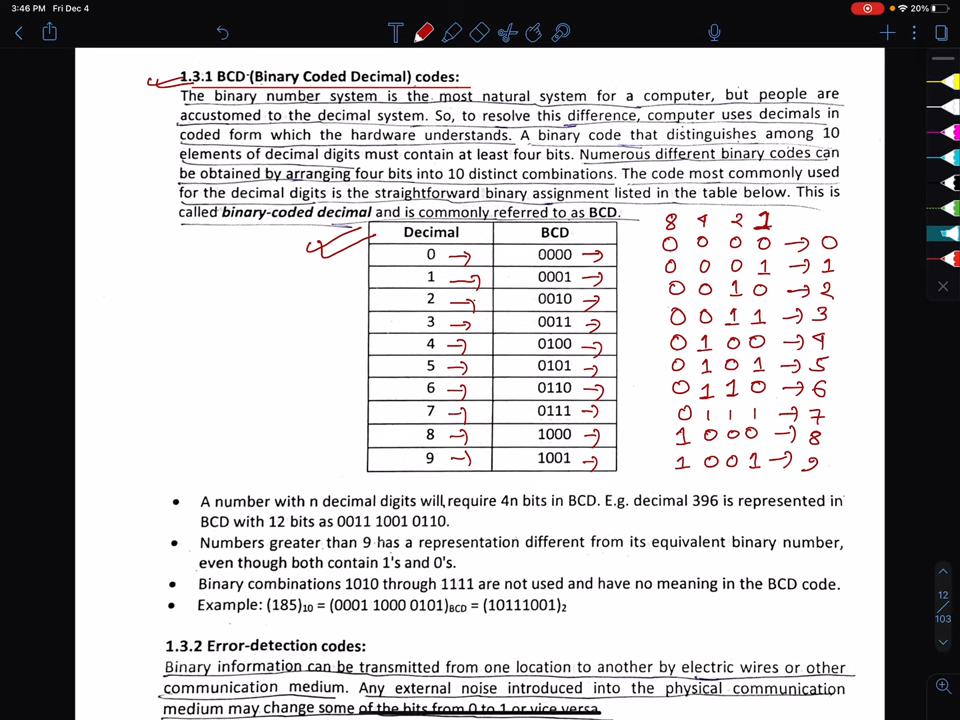 3:46 PM Fri Dec 4
20%
1.3.1 BCD (Binary Coded Decimal) codes:
The binary number system is the most natural system for a computer, but people are
accustomed to the decimal system. So, to resolve this difference, computer uses decimals in
coded form which the hardware understands. A binary code that distinguishes among 10
elements of decimal digits must contain at least four bits. Numerous different binary codes can
be obtained by arranging four bits into 10 distinct combinations. The code most commonly used
for the decimal digits is the straightforward binary assignment listed in the table below. This is
called binary-coded decimal and is commonly referred to as BCD.
8 4 2 1
Decimal BCD
0 → 0000 → 0 0 0 0 → 0
1 → 0001 → 0 0 0 1 → 1
2 → 0010 → 0 0 1 0 → 2
3 → 0011 → 0 0 1 1 → 3
4 → 0100 → 0 1 0 0 → 4
5 → 0101 → 0 1 0 1 → 5
6 → 0110 → 0 1 1 0 → 6
7 → 0111 → 0 1 1 1 → 7
8 → 1000 → 1 0 0 0 → 8
9 → 1001 → 1 0 0 1 → 9
• A number with n decimal digits will require 4n bits in BCD. E.g. decimal 396 is represented in
BCD with 12 bits as 0011 1001 0110.
• Numbers greater than 9 has a representation different from its equivalent binary number,
even though both contain 1's and 0's.
• Binary combinations 1010 through 1111 are not used and have no meaning in the BCD code.
• Example: (185)₁₀ = (0001 1000 0101)BCD = (10111001)₂
12
103
1.3.2 Error-detection codes:
Binary information can be transmitted from one location to another by electric wires or other
communication medium. Any external noise introduced into the physical communication
medium may change some of the bits from 0 to 1 or vice versa.